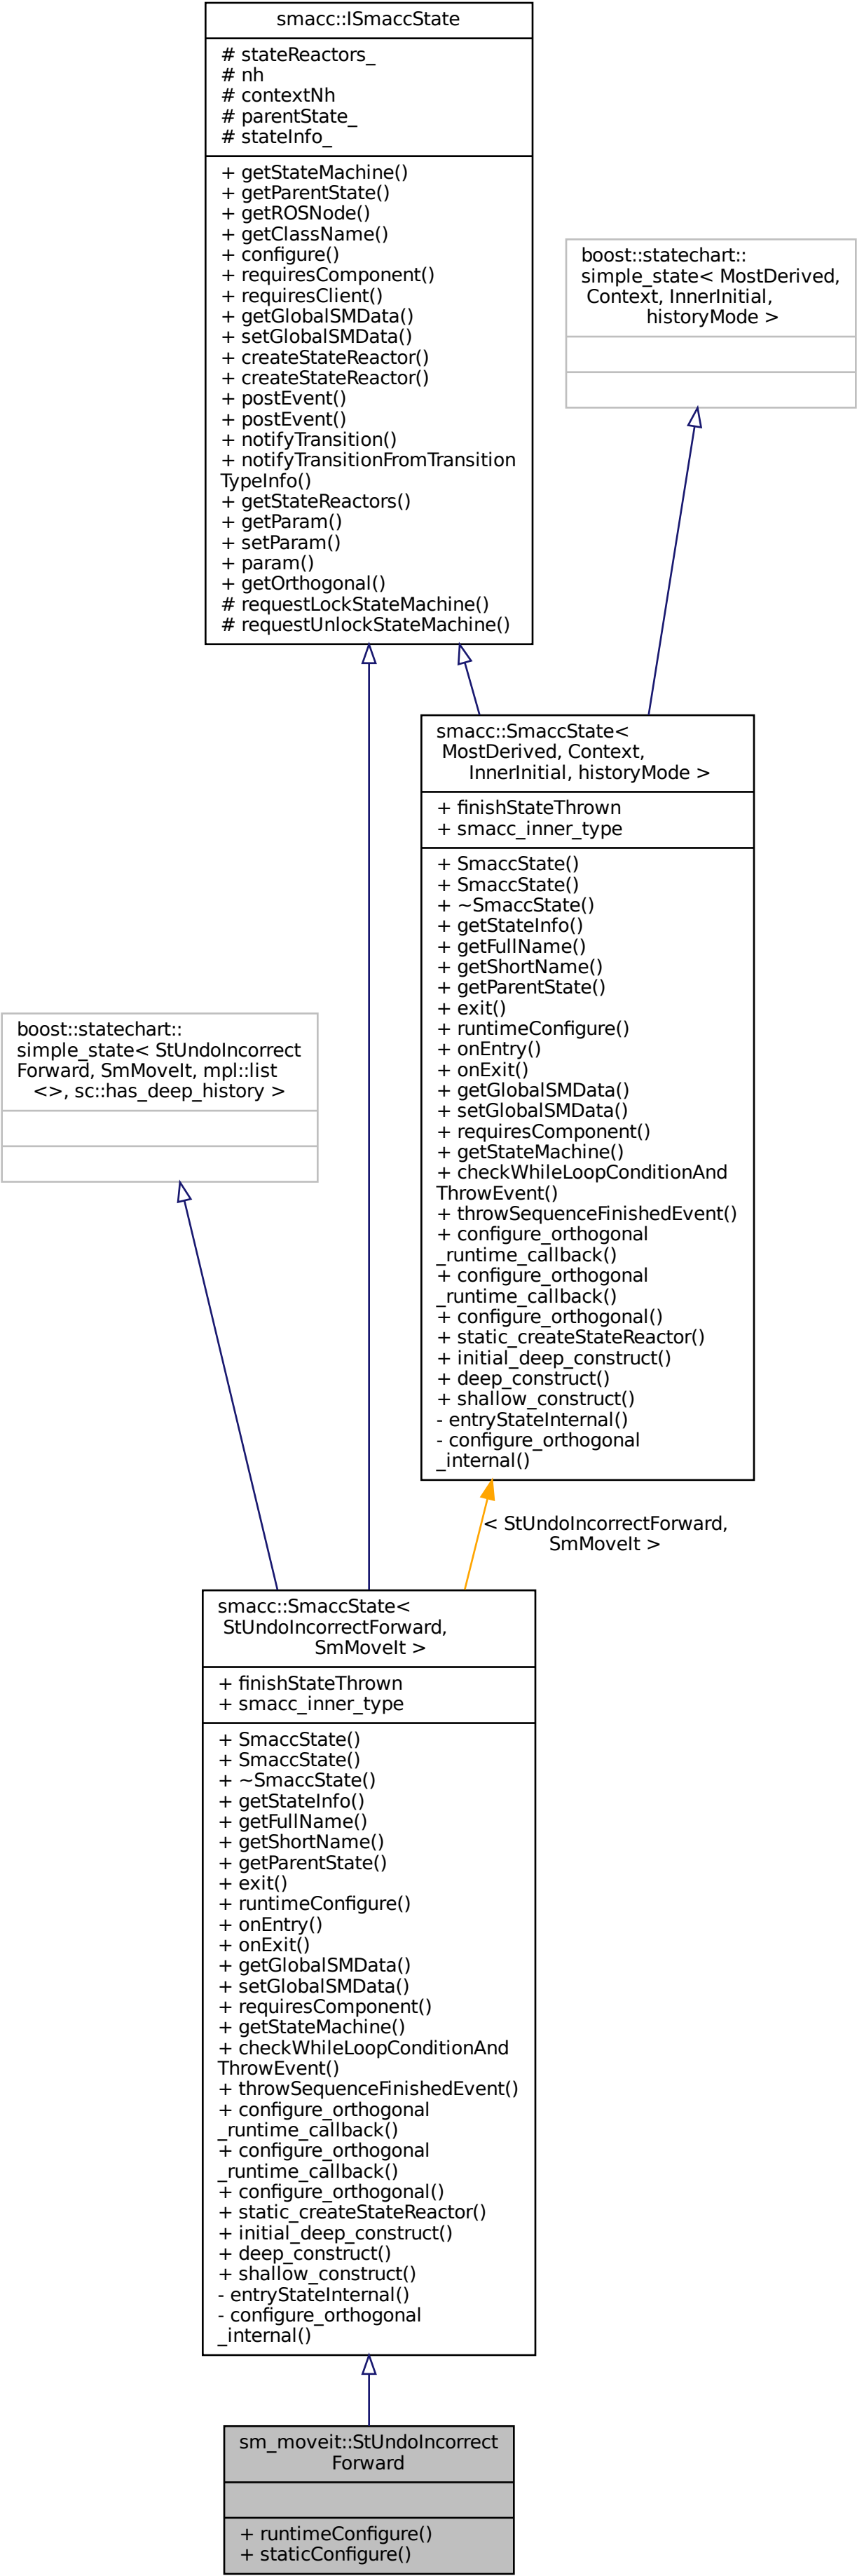 smacc::ISmaccState
# stateReactors_
# nh
# contextNh
# parentState_
# stateInfo_
+ getStateMachine()
+ getParentState()
+ getROSNode()
+ getClassName()
+ configure()
+ requiresComponent()
+ requiresClient()
+ getGlobalSMData()
+ setGlobalSMData()
+ createStateReactor()
+ createStateReactor()
+ postEvent()
+ postEvent()
+ notifyTransition()
+ notifyTransitionFromTransition
TypeInfo()
+ getStateReactors()
+ getParam()
+ setParam()
+ param()
+ getOrthogonal()
# requestLockStateMachine()
# requestUnlockStateMachine()
boost::statechart::
simple_state< MostDerived,
Context, InnerInitial,
historyMode >
smacc::SmaccState<
MostDerived, Context,
InnerInitial, historyMode >
+ finishStateThrown
+ smacc_inner_type
+ SmaccState()
+ SmaccState()
+ ~SmaccState()
+ getStateInfo()
+ getFullName()
+ getShortName()
+ getParentState()
+ exit()
+ runtimeConfigure()
+ onEntry()
+ onExit()
+ getGlobalSMData()
+ setGlobalSMData()
+ requiresComponent()
+ getStateMachine()
+ checkWhileLoopConditionAnd
ThrowEvent()
+ throwSequenceFinishedEvent()
+ configure_orthogonal
_runtime_callback()
+ configure_orthogonal
_runtime_callback()
+ configure_orthogonal()
+ static_createStateReactor()
+ initial_deep_construct()
+ deep_construct()
+ shallow_construct()
- entryStateInternal()
- configure_orthogonal
_internal()
boost::statechart::
simple_state< StUndoIncorrect
Forward, SmMoveIt, mpl::list
<>, sc::has_deep_history >
< StUndoIncorrectForward,
SmMoveIt >
smacc::SmaccState<
StUndoIncorrectForward,
SmMoveIt >
+ finishStateThrown
+ smacc_inner_type
+ SmaccState()
+ SmaccState()
+ ~SmaccState()
+ getStateInfo()
+ getFullName()
+ getShortName()
+ getParentState()
+ exit()
+ runtimeConfigure()
+ onEntry()
+ onExit()
+ getGlobalSMData()
+ setGlobalSMData()
+ requiresComponent()
+ getStateMachine()
+ checkWhileLoopConditionAnd
ThrowEvent()
+ throwSequenceFinishedEvent()
+ configure_orthogonal
_runtime_callback()
+ configure_orthogonal
_runtime_callback()
+ configure_orthogonal()
+ static_createStateReactor()
+ initial_deep_construct()
+ deep_construct()
+ shallow_construct()
- entryStateInternal()
- configure_orthogonal
_internal()
sm_moveit::StUndoIncorrect
Forward
+ runtimeConfigure()
+ staticConfigure()